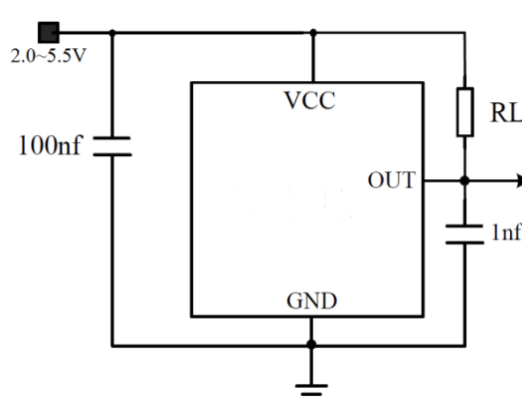 2.0~5.5V
VCC
100nf
RL
OUT
1nf
GND